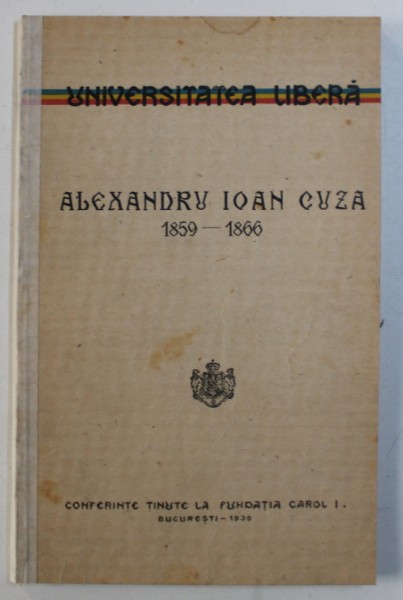 UNIVERSITATEA LIBERĂ
ALEXANDRU IOAN CUZA
1859 — 1866
CONFERINȚE ȚINUTE LA FUNDAȚIA CAROL I.
BUCUREȘTI – 1930